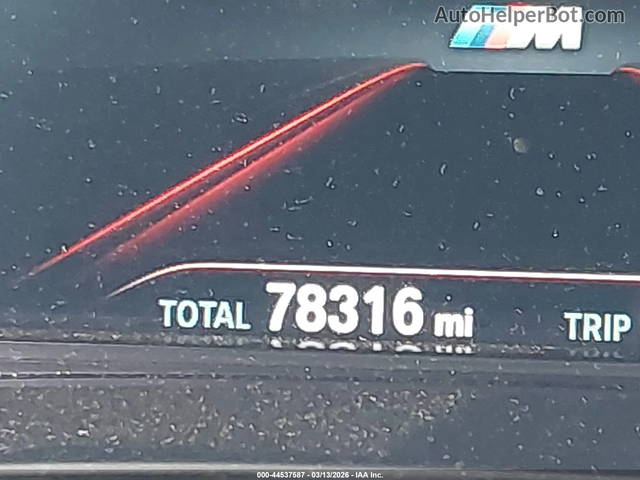 AutoHelperBot.com
M
TOTAL 78316 mi TRIP
000-44537587 - 03/13/2026 - IAA Inc.